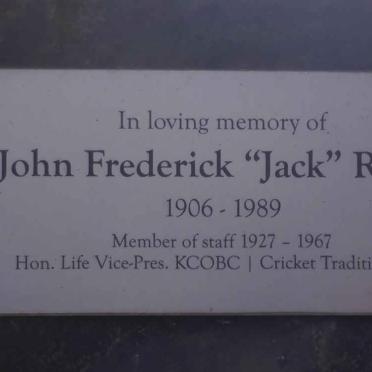 In loving memory of
John Frederick “Jack” R
1906 - 1989
Member of staff 1927 – 1967
Hon. Life Vice-Pres. KCOBC | Cricket Traditi